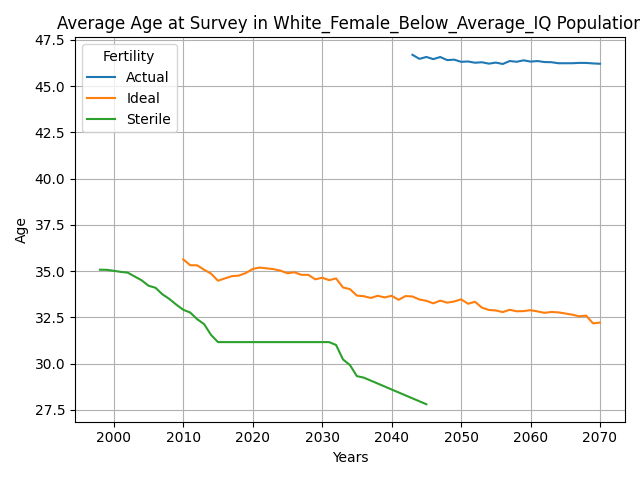 Average Age at Survey in White_Female_Below_Average_IQ Population
Fertility
Actual
Ideal
Sterile
47.5
45.0
42.5
40.0
37.5
35.0
32.5
30.0
27.5
Age
2000 2010 2020 2030 2040 2050 2060 2070
Years